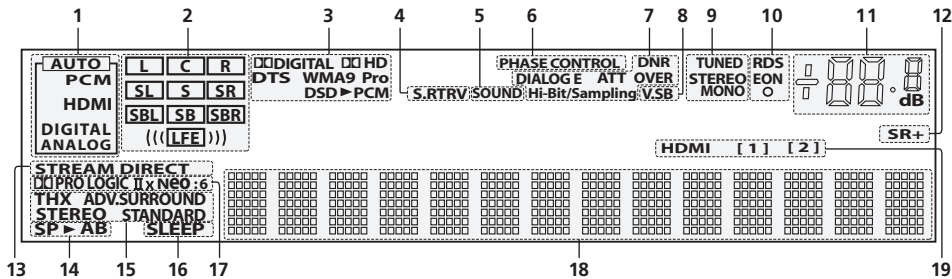 1 2 3 4 5 6 7 8 9 10 11 12
AUTO
PCM
HDMI
DIGITAL
ANALOG
L C R
SL S SR
SBL SB SBR
((( LFE )))
DIGITAL HD
DTS WMA9 Pro
DSD ► PCM
S.RTRV SOUND
PHASE CONTROL
DIALOG E ATT
Hi-Bit/Sampling
DNR
OVER
V.SB
TUNED
STEREO
MONO
RDS
EON
dB
SR+
HDMI [1] [2]
STREAM DIRECT
PRO LOGIC IIx Neo:6
THX ADV.SURROUND
STEREO STANDARD
SP ► AB SLEEP
13 14 15 16 17 18 19